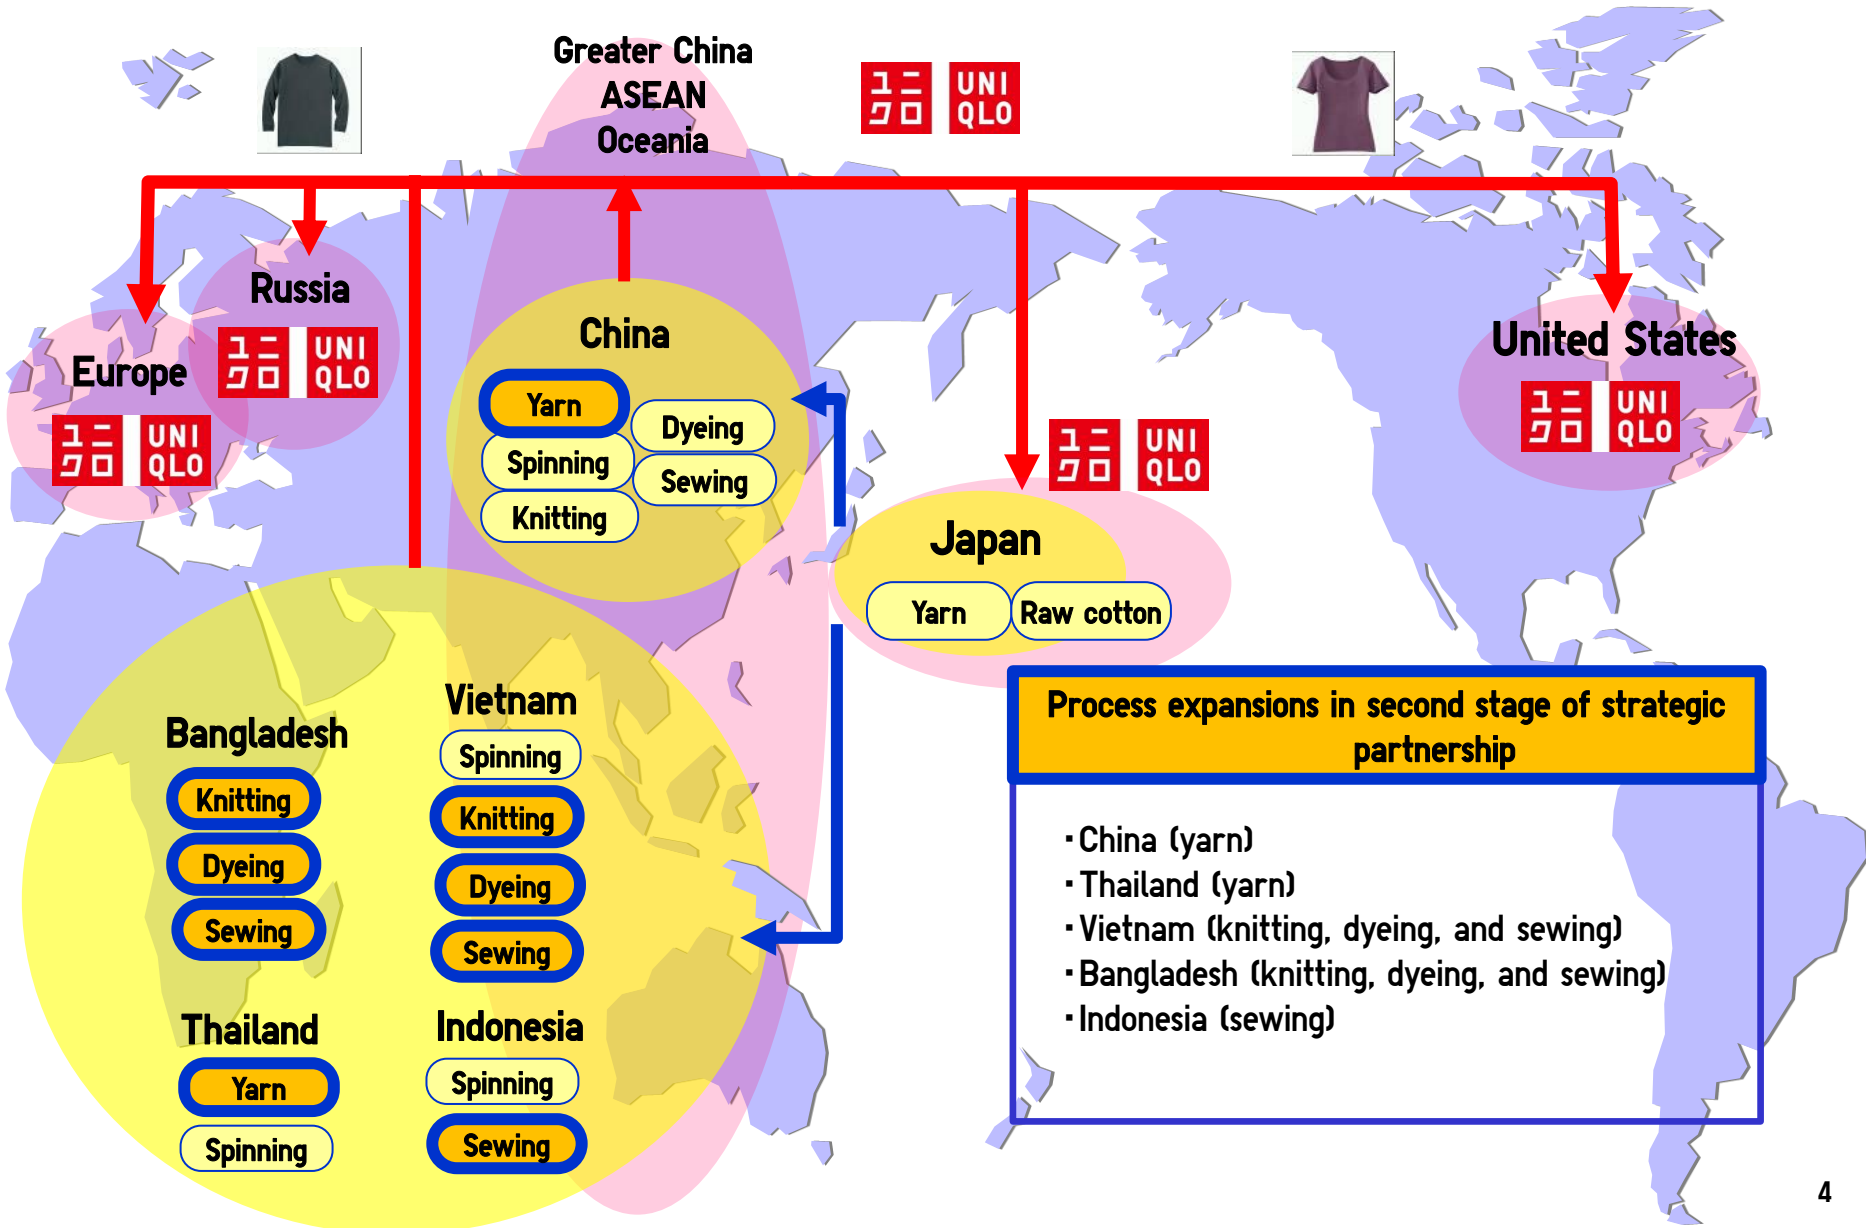 Greater China
ASEAN
Oceania
ユニ
クロ
UNI
QLO
Russia
ユニ
クロ
UNI
QLO
Europe
ユニ
クロ
UNI
QLO
China
Yarn
Dyeing
Spinning
Sewing
Knitting
United States
ユニ
クロ
UNI
QLO
ユニ
クロ
UNI
QLO
Japan
Yarn
Raw cotton
Bangladesh
Knitting
Dyeing
Sewing
Vietnam
Spinning
Knitting
Dyeing
Sewing
Thailand
Yarn
Spinning
Indonesia
Spinning
Sewing
Process expansions in second stage of strategic
partnership
・China (yarn)
・Thailand (yarn)
・Vietnam (knitting, dyeing, and sewing)
・Bangladesh (knitting, dyeing, and sewing)
・Indonesia (sewing)
4